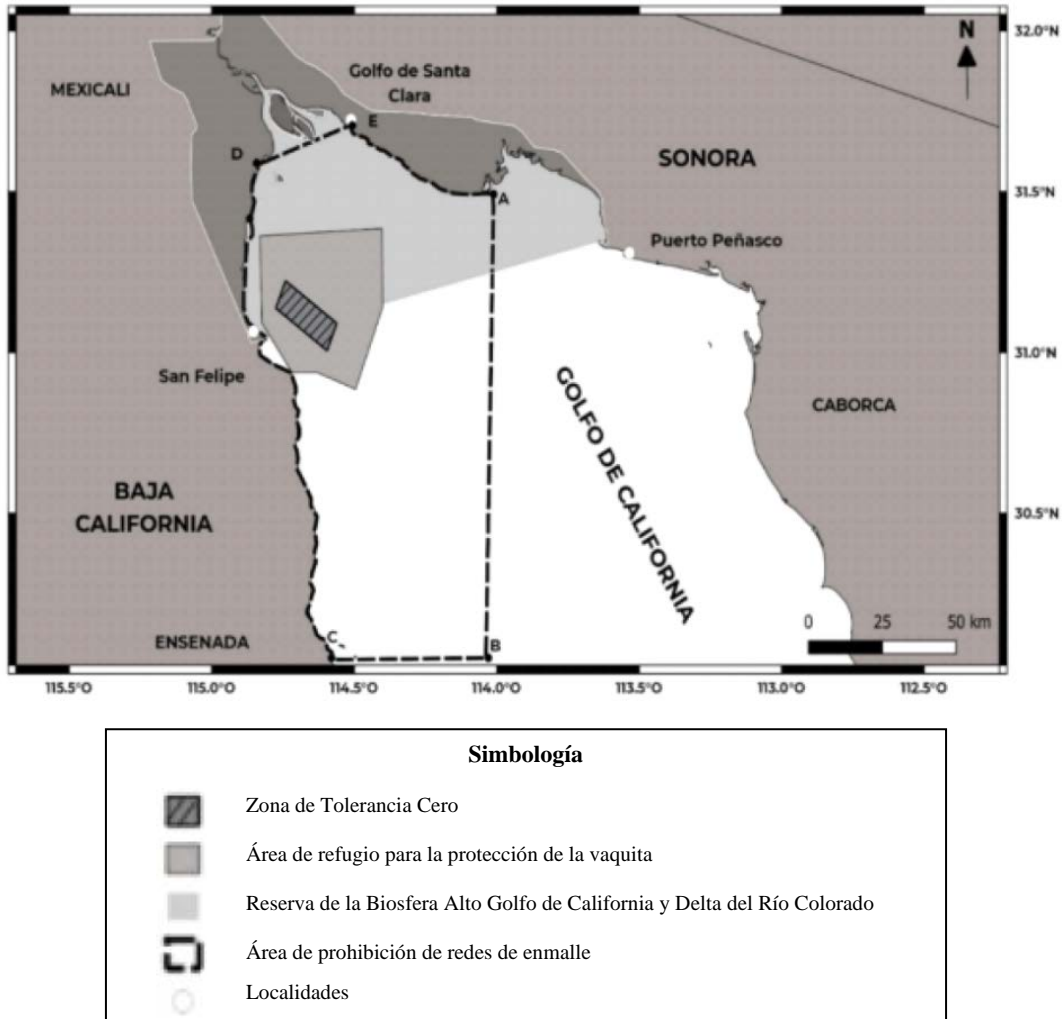 N
32.0°N
Golfo de Santa
Clara
MEXICALI
E
D
SONORA
A
31.5°N
Puerto Peñasco
31.0°N
San Felipe
GOLFO DE CALIFORNIA
CABORCA
BAJA
CALIFORNIA
30.5°N
0 25 50 km
ENSENADA
C
B
115.5°O 115.0°O 114.5°O 114.0°O 113.5°O 113.0°O 112.5°O
Simbología
Zona de Tolerancia Cero
Área de refugio para la protección de la vaquita
Reserva de la Biosfera Alto Golfo de California y Delta del Río Colorado
Área de prohibición de redes de enmalle
Localidades